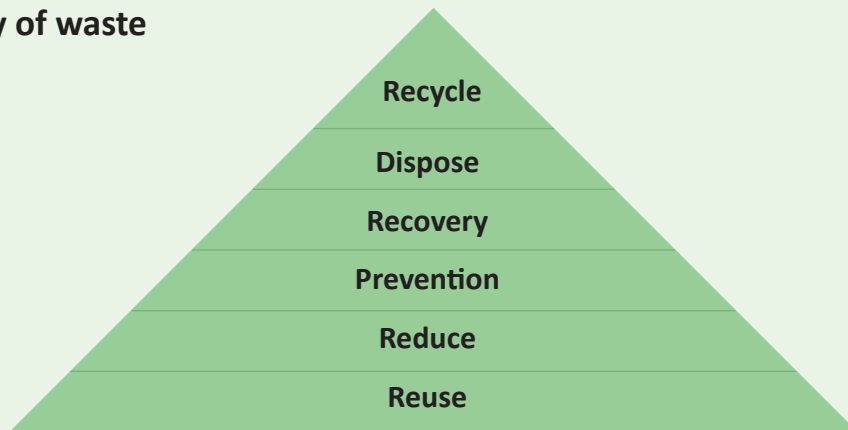 of waste
Recycle
Dispose
Recovery
Prevention
Reduce
Reuse